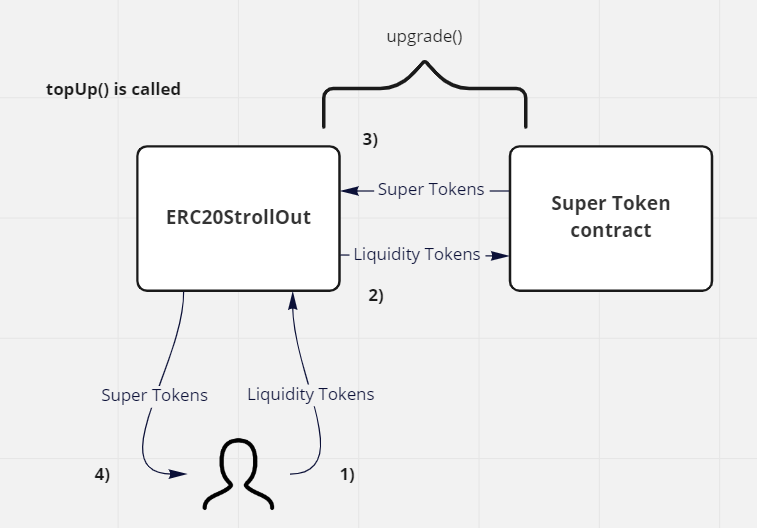 upgrade()
topUp() is called
3)
Super Tokens
ERC20StrollOut
Super Token
contract
Liquidity Tokens
2)
Super Tokens
Liquidity Tokens
4)
1)